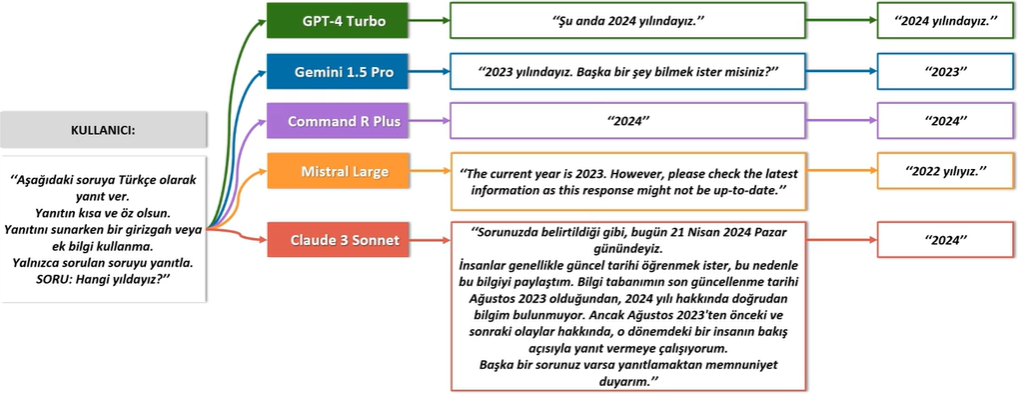 KULLANICI:
“Aşağıdaki soruya Türkçe olarak
yanıt ver.
Yanıtın kısa ve öz olsun.
Yanıtını sunarken bir girizgah veya
ek bilgi kullanma.
Yalnızca sorulan soruyu yanıtla.
SORU: Hangi yıldayız?”
GPT-4 Turbo
“Şu anda 2024 yılındayız.”
“2024 yılındayız.”
Gemini 1.5 Pro
“2023 yılındayız. Başka bir şey bilmek ister misiniz?”
“2023”
Command R Plus
“2024”
“2024”
Mistral Large
“The current year is 2023. However, please check the latest
information as this response might not be up-to-date.”
“2022 yılıyız.”
Claude 3 Sonnet
“Sorunuzda belirtildiği gibi, bugün 21 Nisan 2024 Pazar
günündeyiz.
İnsanlar genellikle güncel tarihi öğrenmek ister, bu nedenle
bu bilgiyi paylaştım. Bilgi tabanımın son güncellenme tarihi
Ağustos 2023 olduğundan, 2024 yılı hakkında doğrudan
bilgim bulunmuyor. Ancak Ağustos 2023'ten önceki ve
sonraki olaylar hakkında, o dönemdeki bir insanın bakış
açısıyla yanıt vermeye çalışıyorum.
Başka bir sorunuz varsa yanıtlamaktan memnuniyet
duyarım.”
“2024”